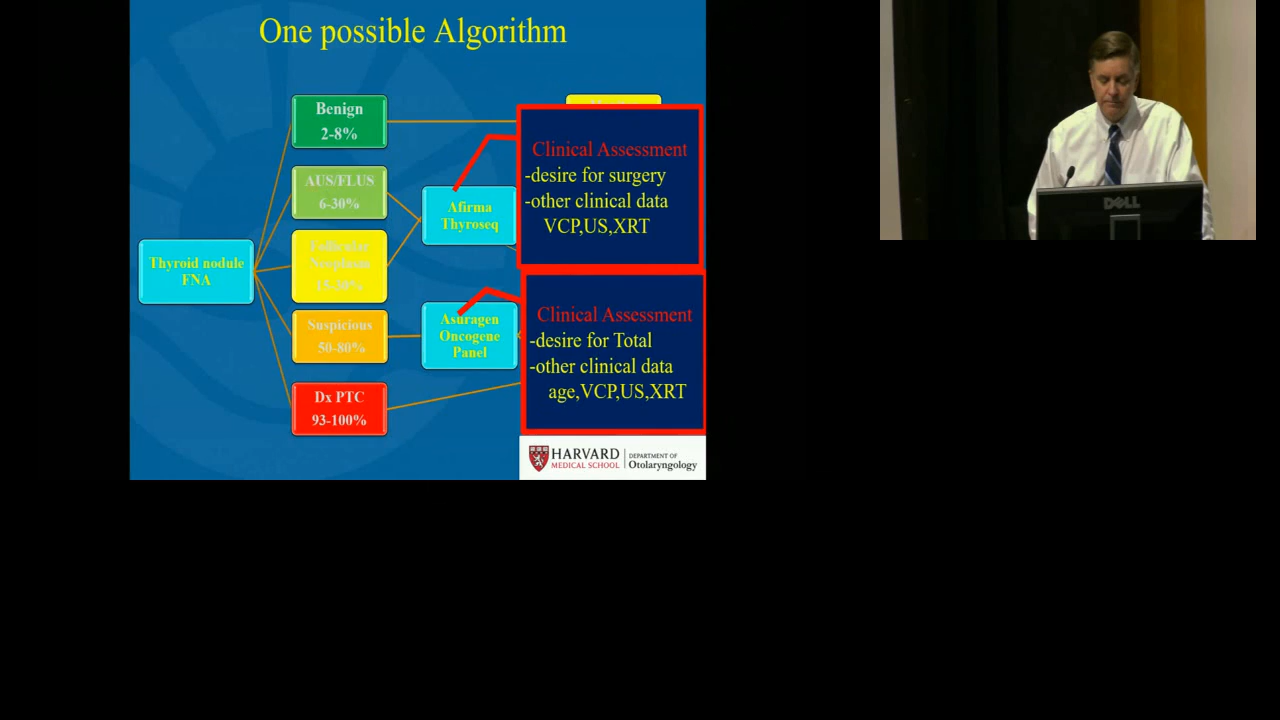 One possible Algorithm
Benign
2-8%
AUS/FLUS
6-30%
Follicular
Neoplasm
15-30%
Thyroid nodule
FNA
Suspicious
50-80%
Dx PTC
93-100%
Afirma
Thyroseq
Asuragen
Oncogene
Panel
Clinical Assessment
-desire for surgery
-other clinical data
VCP,US,XRT
Clinical Assessment
-desire for Total
-other clinical data
age,VCP,US,XRT
HARVARD
MEDICAL SCHOOL
DEPARTMENT OF
Otolaryngology
DELL